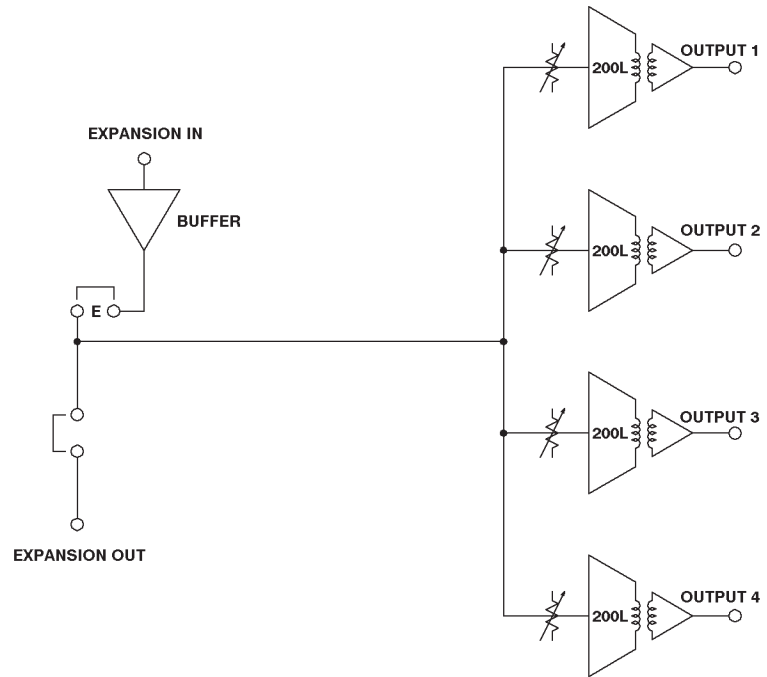 OUTPUT 1
200L
EXPANSION IN
BUFFER
OUTPUT 2
200L
E
OUTPUT 3
200L
EXPANSION OUT
OUTPUT 4
200L